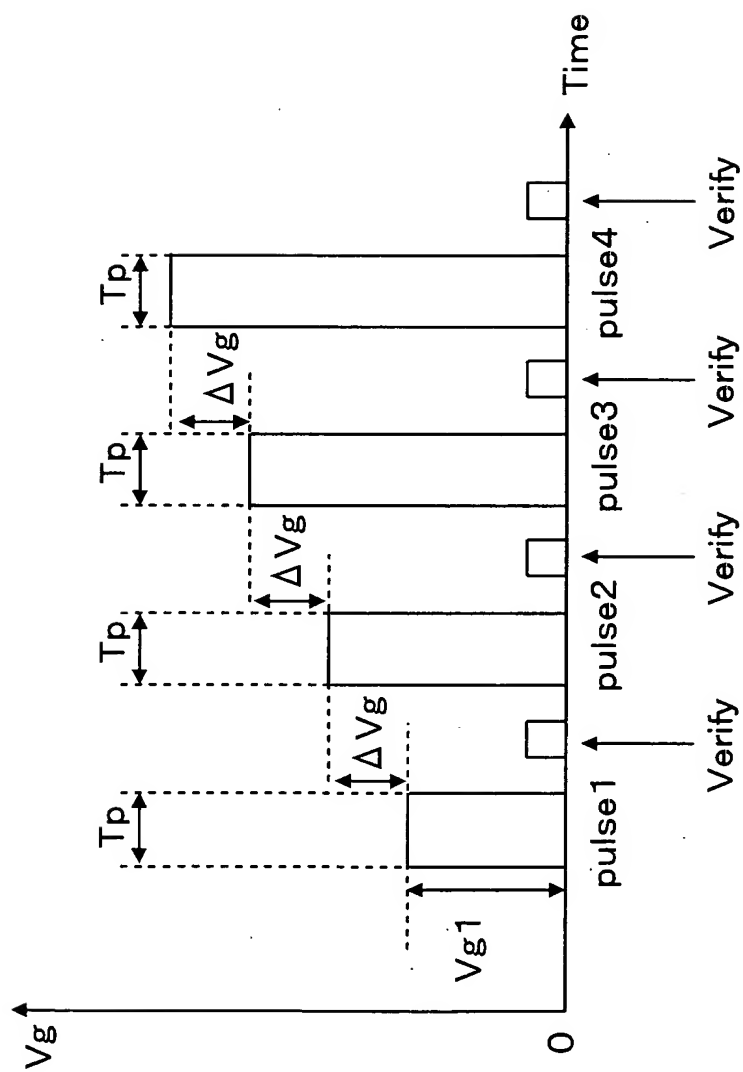 Vg
Tp
Tp
Tp
Tp
ΔVg
ΔVg
ΔVg
Vg1
0
Time
pulse1
pulse2
pulse3
pulse4
Verify
Verify
Verify
Verify